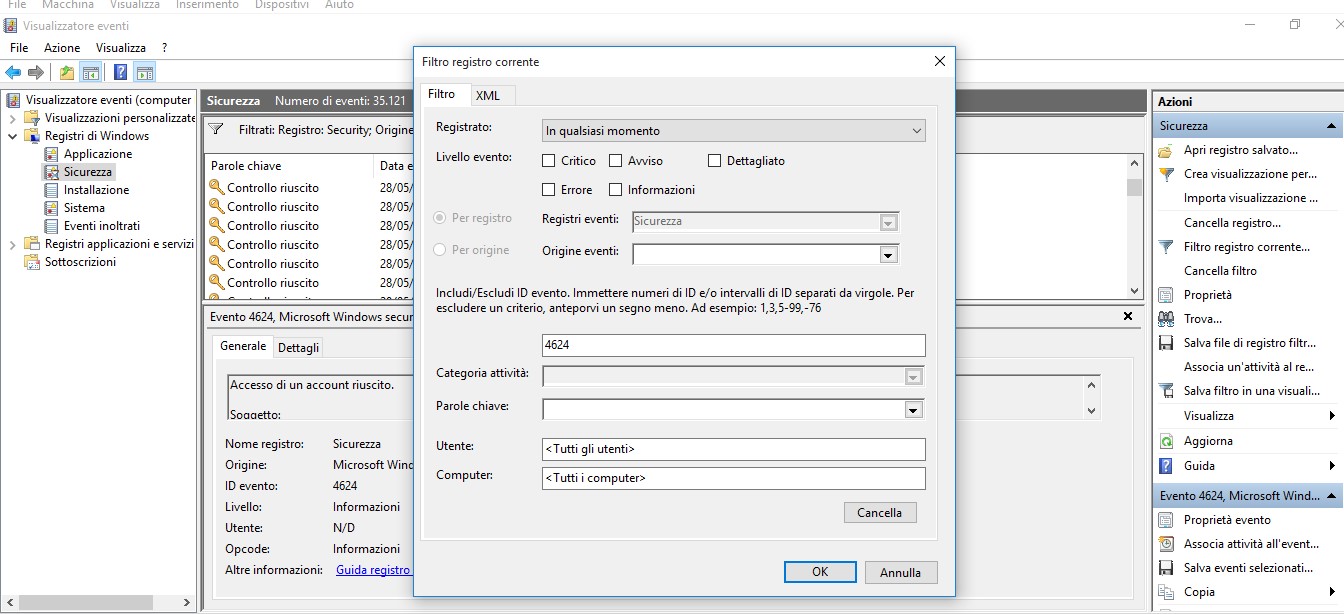 File Macchina Visualizza Inserimento Dispositivi Aiuto
Visualizzatore eventi
File Azione Visualizza ?
Visualizzatore eventi (computer
Visualizzazioni personalizzate
Registri di Windows
Applicazione
Sicurezza
Installazione
Sistema
Eventi inoltrati
Registri applicazioni e servizi
Sottoscrizioni
Sicurezza Numero di eventi: 35.121
Filtrati: Registro: Security; Origine
Parole chiave Data e
Controllo riuscito 28/05/
Controllo riuscito 28/05/
Controllo riuscito 28/05/
Controllo riuscito 28/05/
Controllo riuscito 28/05/
Controllo riuscito 28/05/
Evento 4624, Microsoft Windows secur
Generale Dettagli
Accesso di un account riuscito.
Soggetto:
Nome registro: Sicurezza
Origine: Microsoft Wind
ID evento: 4624
Livello: Informazioni
Utente: N/D
Opcode: Informazioni
Altre informazioni: Guida registro
Filtro registro corrente
Filtro XML
Registrato: In qualsiasi momento
Livello evento: Critico Avviso Dettagliato
Errore Informazioni
Per registro Registri eventi: Sicurezza
Per origine Origine eventi:
Includi/Escludi ID evento. Immettere numeri di ID e/o intervalli di ID separati da virgole. Per
escludere un criterio, anteporvi un segno meno. Ad esempio: 1,3,5-99,-76
4624
Categoria attività:
Parole chiave:
Utente: <Tutti gli utenti>
Computer: <Tutti i computer>
Cancella
OK Annulla
Azioni
Sicurezza
Apri registro salvato...
Crea visualizzazione per...
Importa visualizzazione ...
Cancella registro...
Filtro registro corrente...
Cancella filtro
Proprietà
Trova...
Salva file di registro filtr...
Associa un'attività al re...
Salva filtro in una visuali...
Visualizza
Aggiorna
Guida
Evento 4624, Microsoft Wind...
Proprietà evento
Associa attività all'event...
Salva eventi selezionati...
Copia